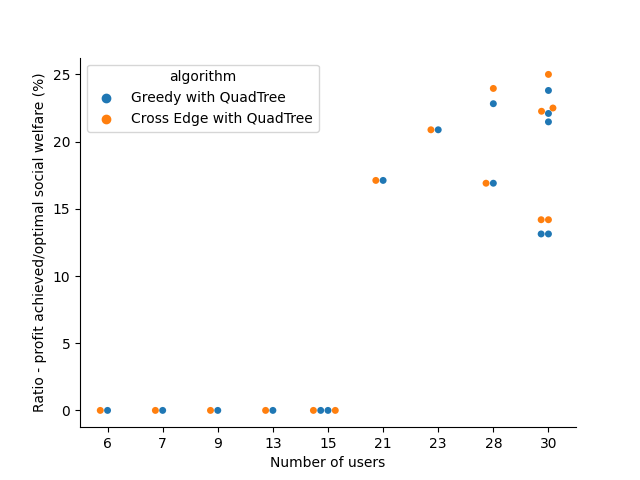 algorithm
Greedy with QuadTree
Cross Edge with QuadTree
Ratio - profit achieved/optimal social welfare (%)
25
20
15
10
5
0
6 7 9 13 15 21 23 28 30
Number of users